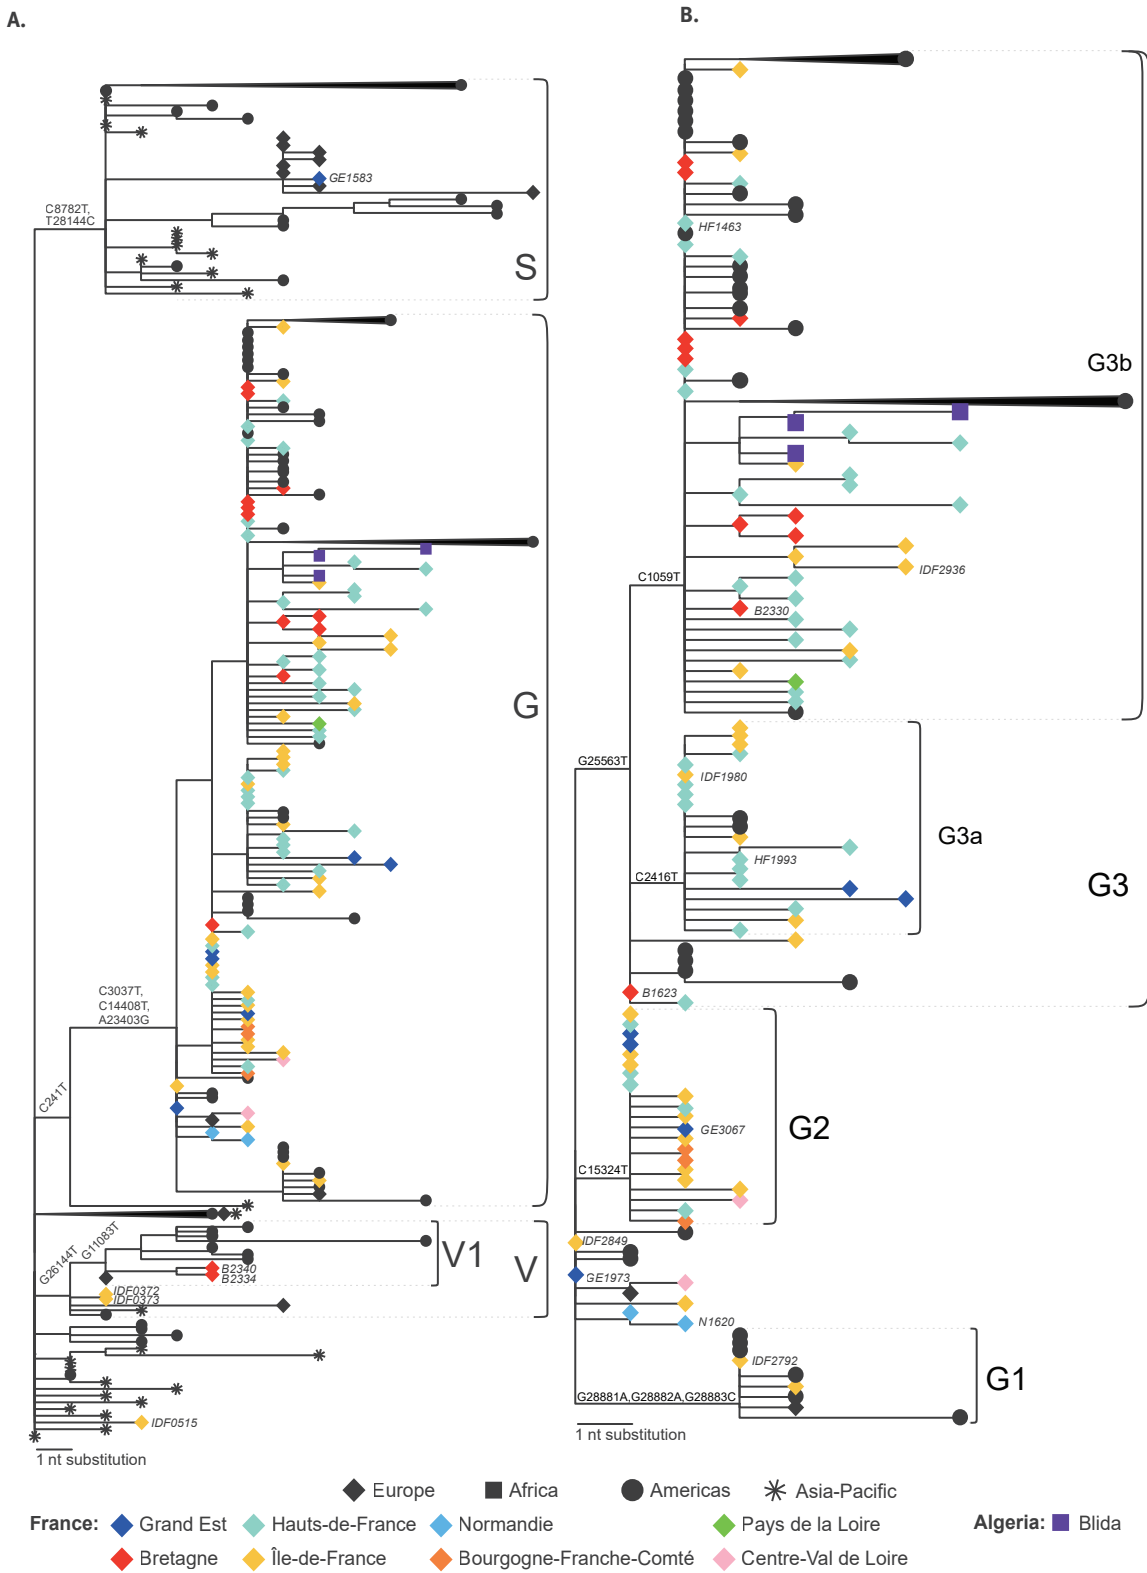 A.
B.
GE1583
C8782T,
T28144C
S
HF1463
G3b
C1059T
IDF2936
B2330
G
G25563T
IDF1980
G3a
HF1993
C2416T
G3
B1623
C3037T,
C14408T,
A23403G
G2
GE3067
C15324T
C241T
IDF2849
GE1973
N1620
G26144T
G11083T
V1
V
B2340
B2334
IDF0372
IDF0373
IDF2792
G1
G28881A,G28882A,G28883C
IDF0515
1 nt substitution
1 nt substitution
Europe
Africa
Americas
Asia-Pacific
France:
Grand Est
Hauts-de-France
Normandie
Pays de la Loire
Algeria:
Blida
Bretagne
Île-de-France
Bourgogne-Franche-Comté
Centre-Val de Loire